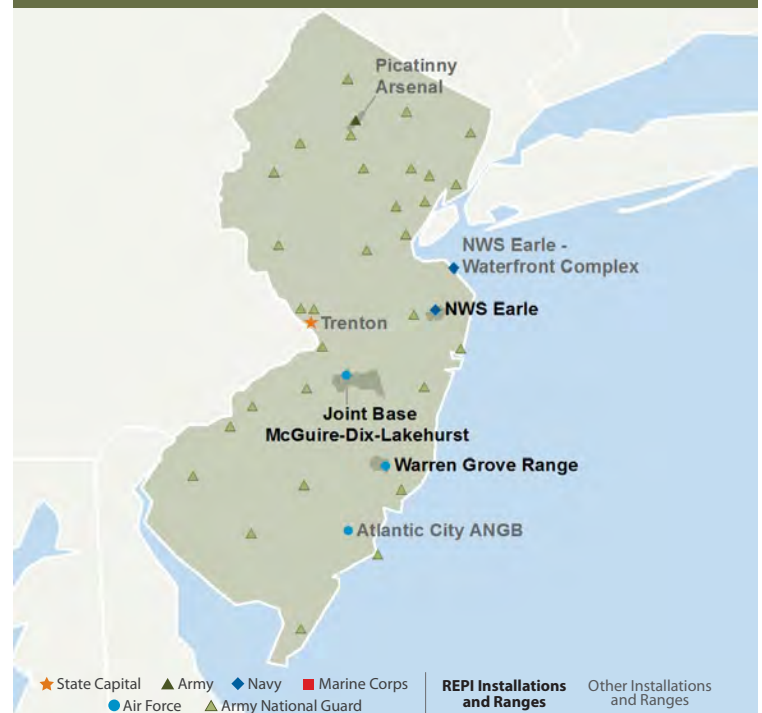 Picatinny
Arsenal
NWS Earle -
Waterfront Complex
NWS Earle
Trenton
Joint Base
McGuire-Dix-Lakehurst
Warren Grove Range
Atlantic City ANGB
State Capital Army Navy Marine Corps
Air Force Army National Guard
REPI Installations
and Ranges
Other Installations
and Ranges